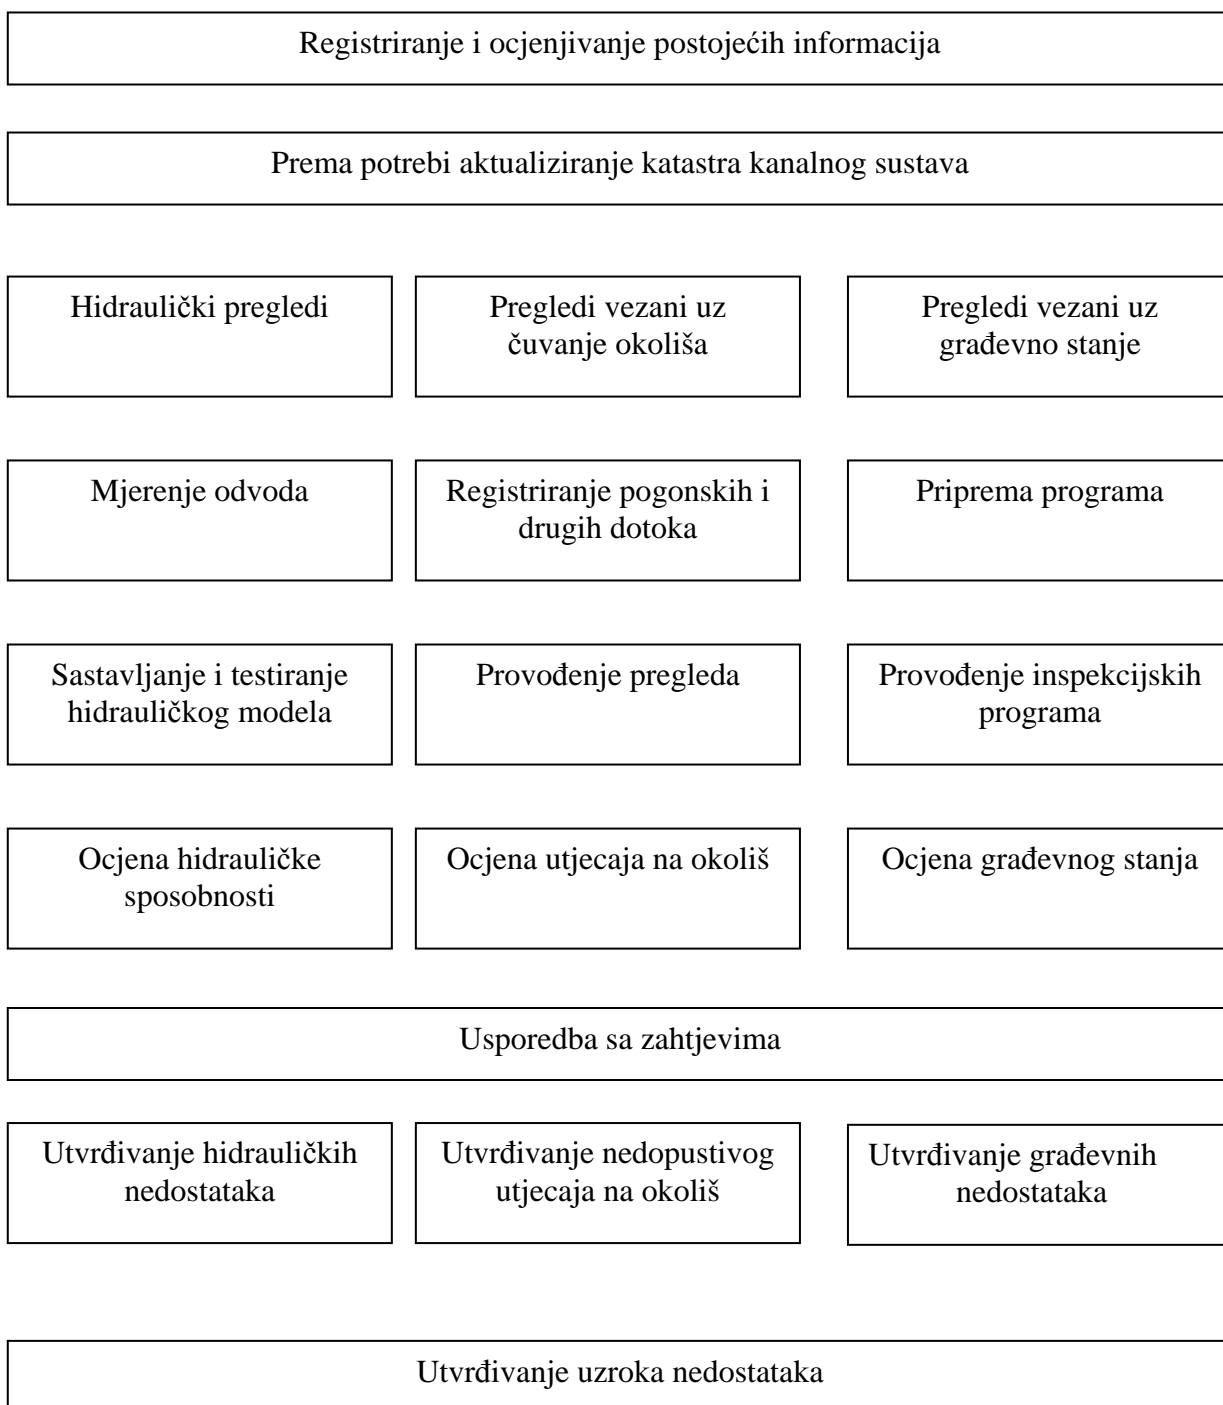 Registriranje i ocjenjivanje postojećih informacija
Prema potrebi aktualiziranje katastra kanalnog sustava
Hidraulički pregledi
Pregledi vezani uz
čuvanje okoliša
Pregledi vezani uz
građevno stanje
Mjerenje odvoda
Registriranje pogonskih i
drugih dotoka
Priprema programa
Sastavljanje i testiranje
hidrauličkog modela
Provođenje pregleda
Provođenje inspekcijskih
programa
Ocjena hidrauličke
sposobnosti
Ocjena utjecaja na okoliš
Ocjena građevnog stanja
Usporedba sa zahtjevima
Utvrđivanje hidrauličkih
nedostataka
Utvrđivanje nedopustivog
utjecaja na okoliš
Utvrđivanje građevnih
nedostataka
Utvrđivanje uzroka nedostataka